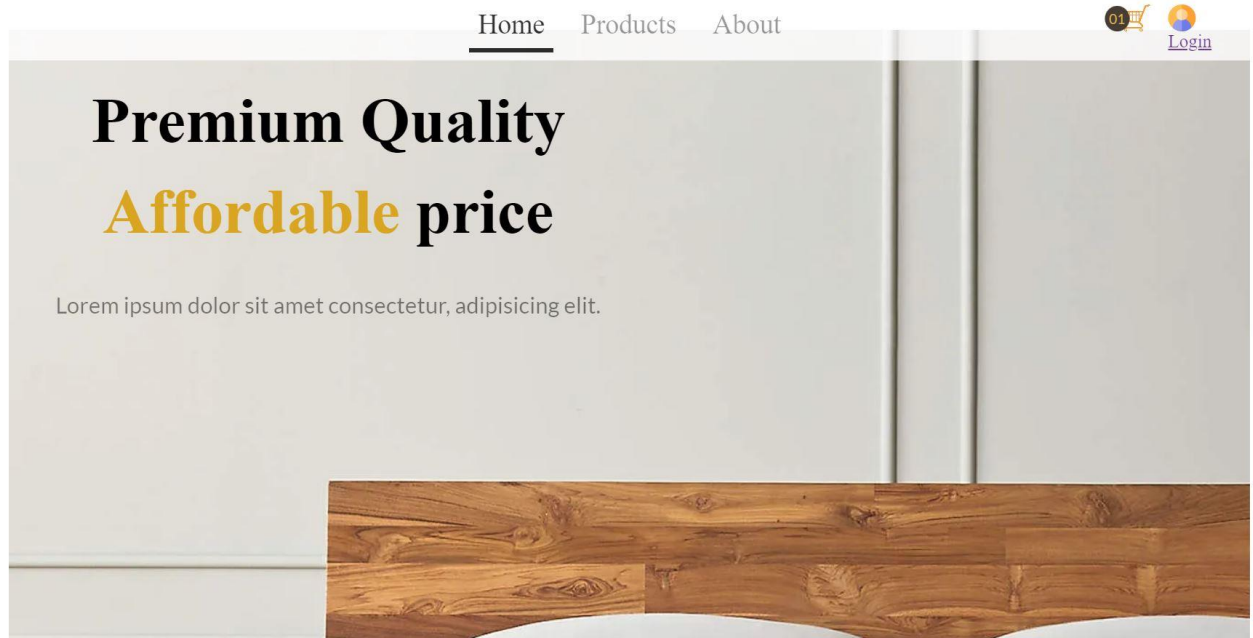 Home Products About
01
Login
Premium Quality
Affordable price
Lorem ipsum dolor sit amet consectetur, adipisicing elit.